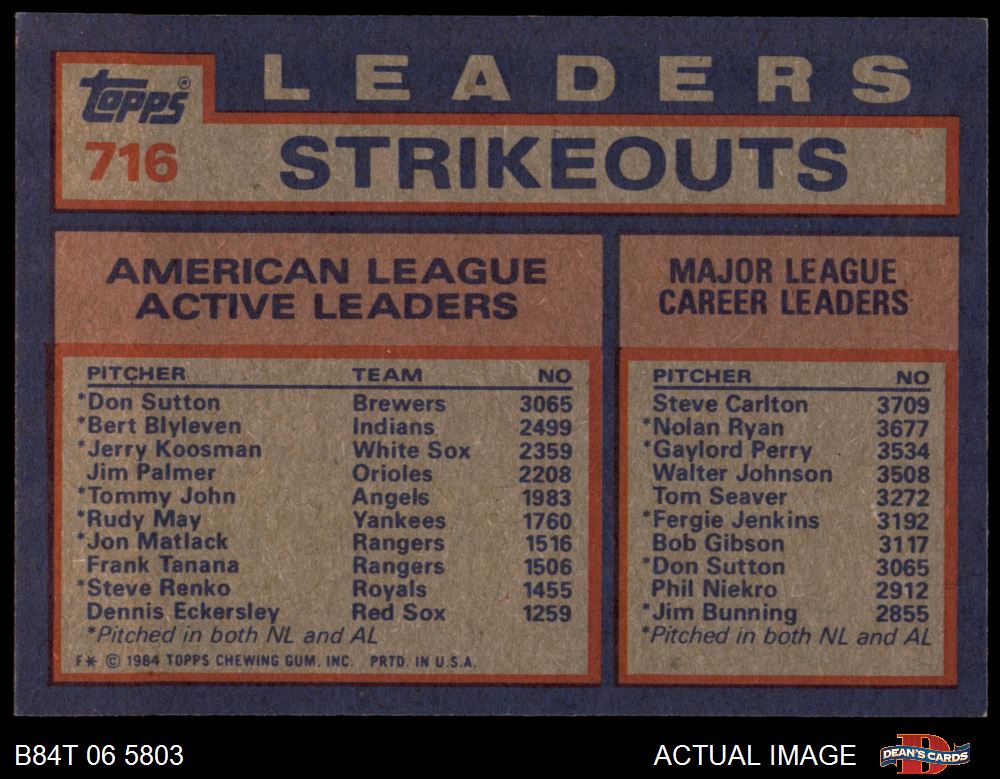 topps®
716
LEADERS
STRIKEOUTS
AMERICAN LEAGUE
ACTIVE LEADERS
PITCHER TEAM NO
*Don Sutton Brewers 3065
*Bert Blyleven Indians 2499
*Jerry Koosman White Sox 2359
Jim Palmer Orioles 2208
*Tommy John Angels 1983
*Rudy May Yankees 1760
*Jon Matlack Rangers 1516
Frank Tanana Rangers 1506
*Steve Renko Royals 1455
Dennis Eckersley Red Sox 1259
*Pitched in both NL and AL
F* © 1984 TOPPS CHEWING GUM, INC. PRTD. IN U.S.A.
MAJOR LEAGUE
CAREER LEADERS
PITCHER NO
Steve Carlton 3709
*Nolan Ryan 3677
*Gaylord Perry 3534
Walter Johnson 3508
Tom Seaver 3272
*Fergie Jenkins 3192
Bob Gibson 3117
*Don Sutton 3065
Phil Niekro 2912
*Jim Bunning 2855
*Pitched in both NL and AL
B84T 06 5803
ACTUAL IMAGE
D
DEAN'S CARDS